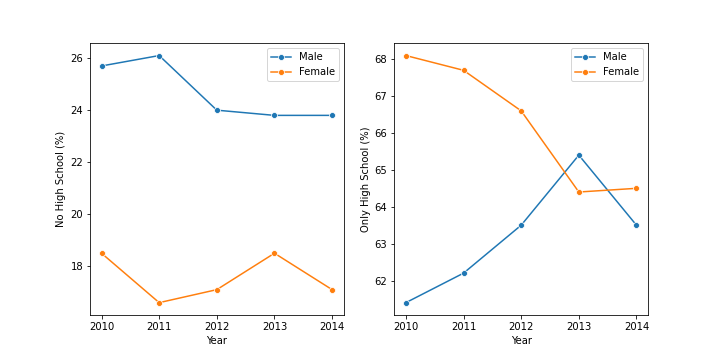 26
24
22
20
18
No High School (%)
2010 2011 2012 2013 2014
Year
Male
Female
68
67
66
65
64
63
62
Only High School (%)
2010 2011 2012 2013 2014
Year
Male
Female